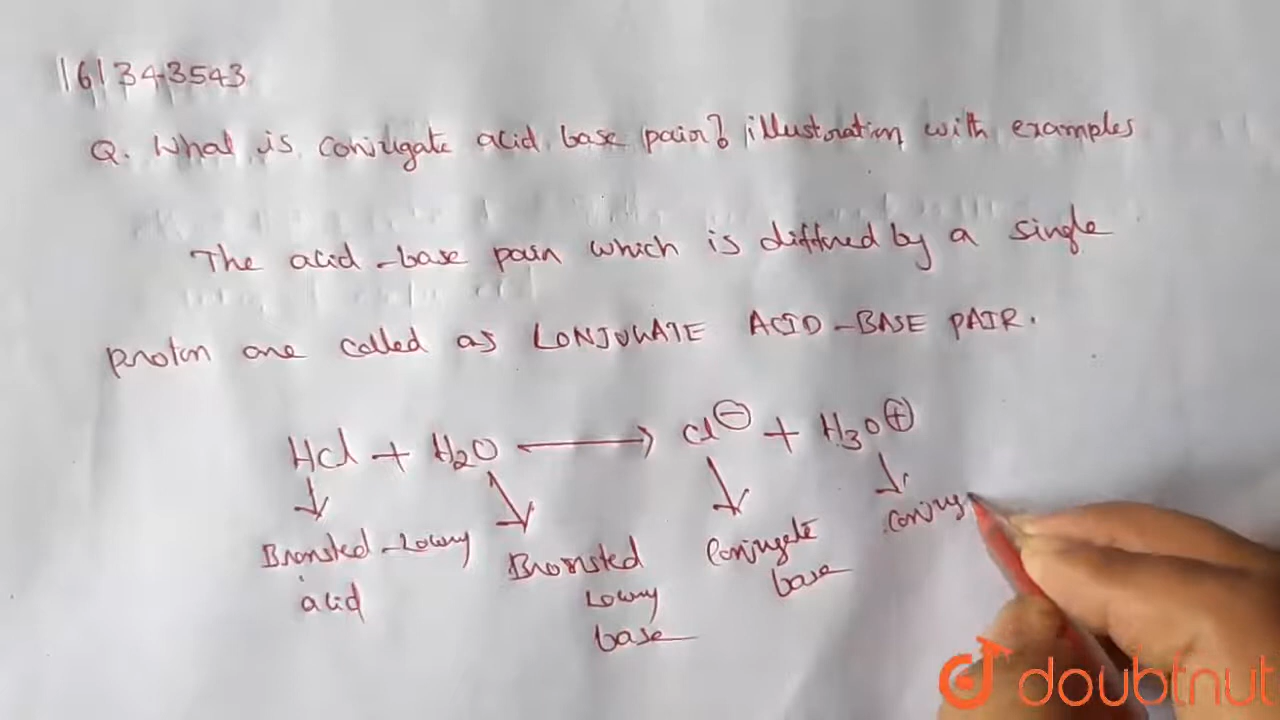 161343543
Q. What is conjugate acid base pair? illustration with examples
The acid-base pair which is differed by a single
proton are called as CONJUGATE ACID-BASE PAIR.
HCl + H2O ⟶ Cl⊖ + H3O⊕
Bronsted-Lowry
acid
Bronsted
Lowry
base
Conjugate
base
Conjug
doubtnut